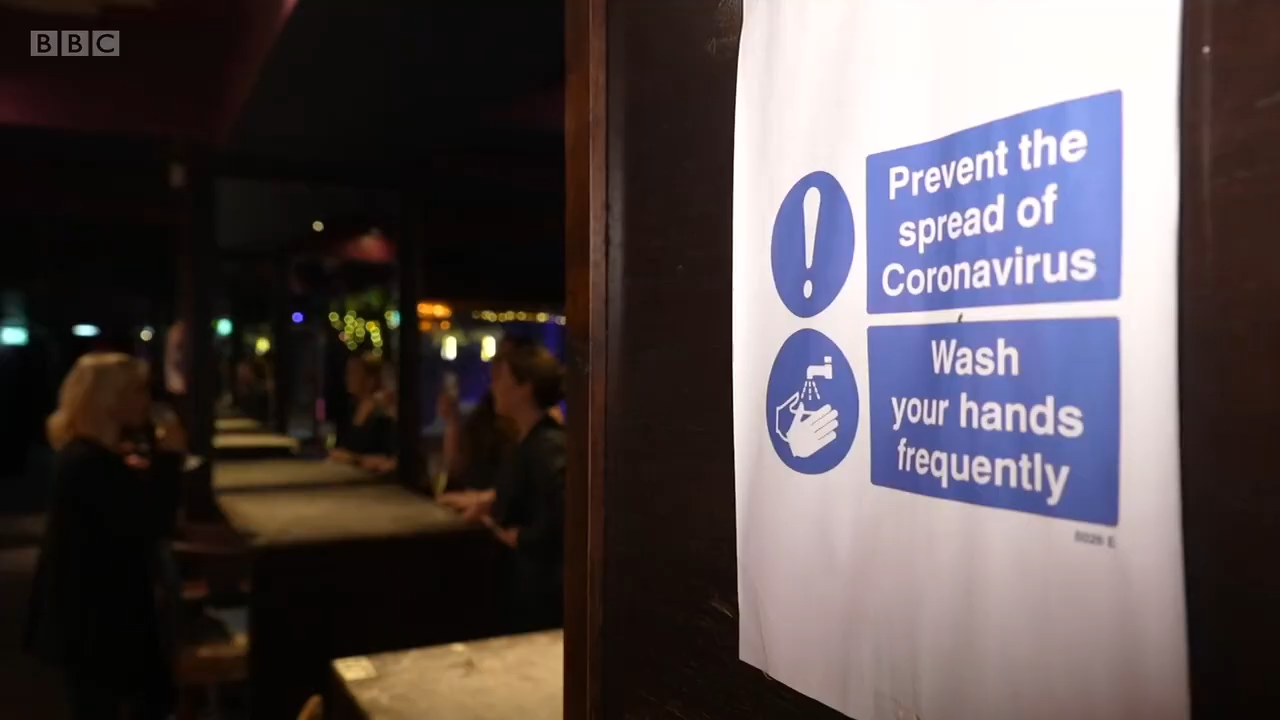 BBC
Prevent the
spread of
Coronavirus
Wash
your hands
frequently